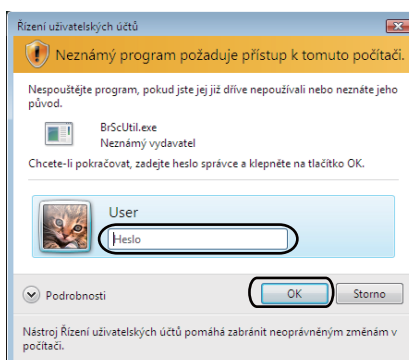 Řízení uživatelských účtů
Neznámý program požaduje přístup k tomuto počítači.
Nespouštějte program, pokud jste jej již dříve nepoužívali nebo neznáte jeho
původ.
BrScUtil.exe
Neznámý vydavatel
Chcete-li pokračovat, zadejte heslo správce a klepněte na tlačítko OK.
User
Heslo
Podrobnosti
OK
Storno
Nástroj Řízení uživatelských účtů pomáhá zabránit neoprávněným změnám v
počítači.